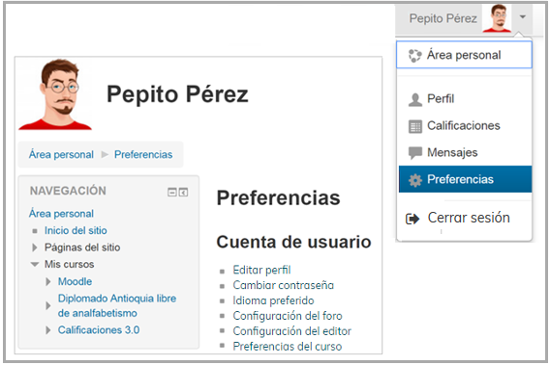 Pepito Pérez
Área personal
Perfil
Calificaciones
Mensajes
Preferencias
Cerrar sesión
Pepito Pérez
Área personal Preferencias
NAVEGACIÓN
Área personal
Inicio del sitio
Páginas del sitio
Mis cursos
Moodle
Diplomado Antioquia libre
de analfabetismo
Calificaciones 3.0
Preferencias
Cuenta de usuario
Editar perfil
Cambiar contraseña
Idioma preferido
Configuración del foro
Configuración del editor
Preferencias del curso